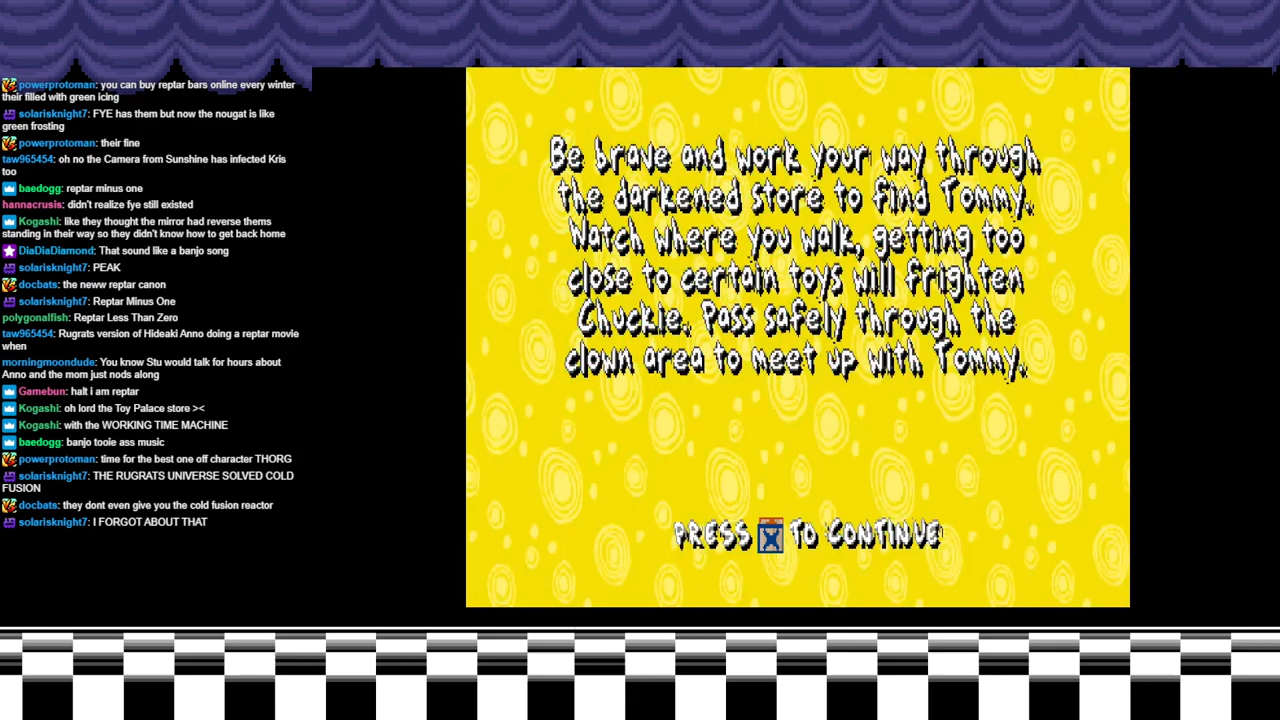 powerprotoman: you can buy reptar bars online every winter
their filled with green icing
solarisknight7: FYE has them but now the nougat is like
green frosting
powerprotoman: their fine
taw965454: oh no the Camera from Sunshine has infected Kris
too
baedogg: reptar minus one
hannacrusis: didn't realize fye still existed
Kogashi: like they thought the mirror had reverse thems
standing in their way so they didn't know how to get back home
DiaDiaDiamond: That sound like a banjo song
solarisknight7: PEAK
docbats: the neww reptar canon
solarisknight7: Reptar Minus One
polygonalfish: Reptar Less Than Zero
taw965454: Rugrats version of Hideaki Anno doing a reptar movie
when
morningmoondude: You know Stu would talk for hours about
Anno and the mom just nods along
Gamebun: halt i am reptar
Kogashi: oh lord the Toy Palace store ><
Kogashi: with the WORKING TIME MACHINE
baedogg: banjo tooie ass music
powerprotoman: time for the best one off character THORG
solarisknight7: THE RUGRATS UNIVERSE SOLVED COLD
FUSION
docbats: they dont even give you the cold fusion reactor
solarisknight7: I FORGOT ABOUT THAT
Be brave and work your way through
the darkened store to find Tommy.
Watch where you walk, getting too
close to certain toys will frighten
Chuckie. Pass safely through the
clown area to meet up with Tommy.
PRESS X TO CONTINUE